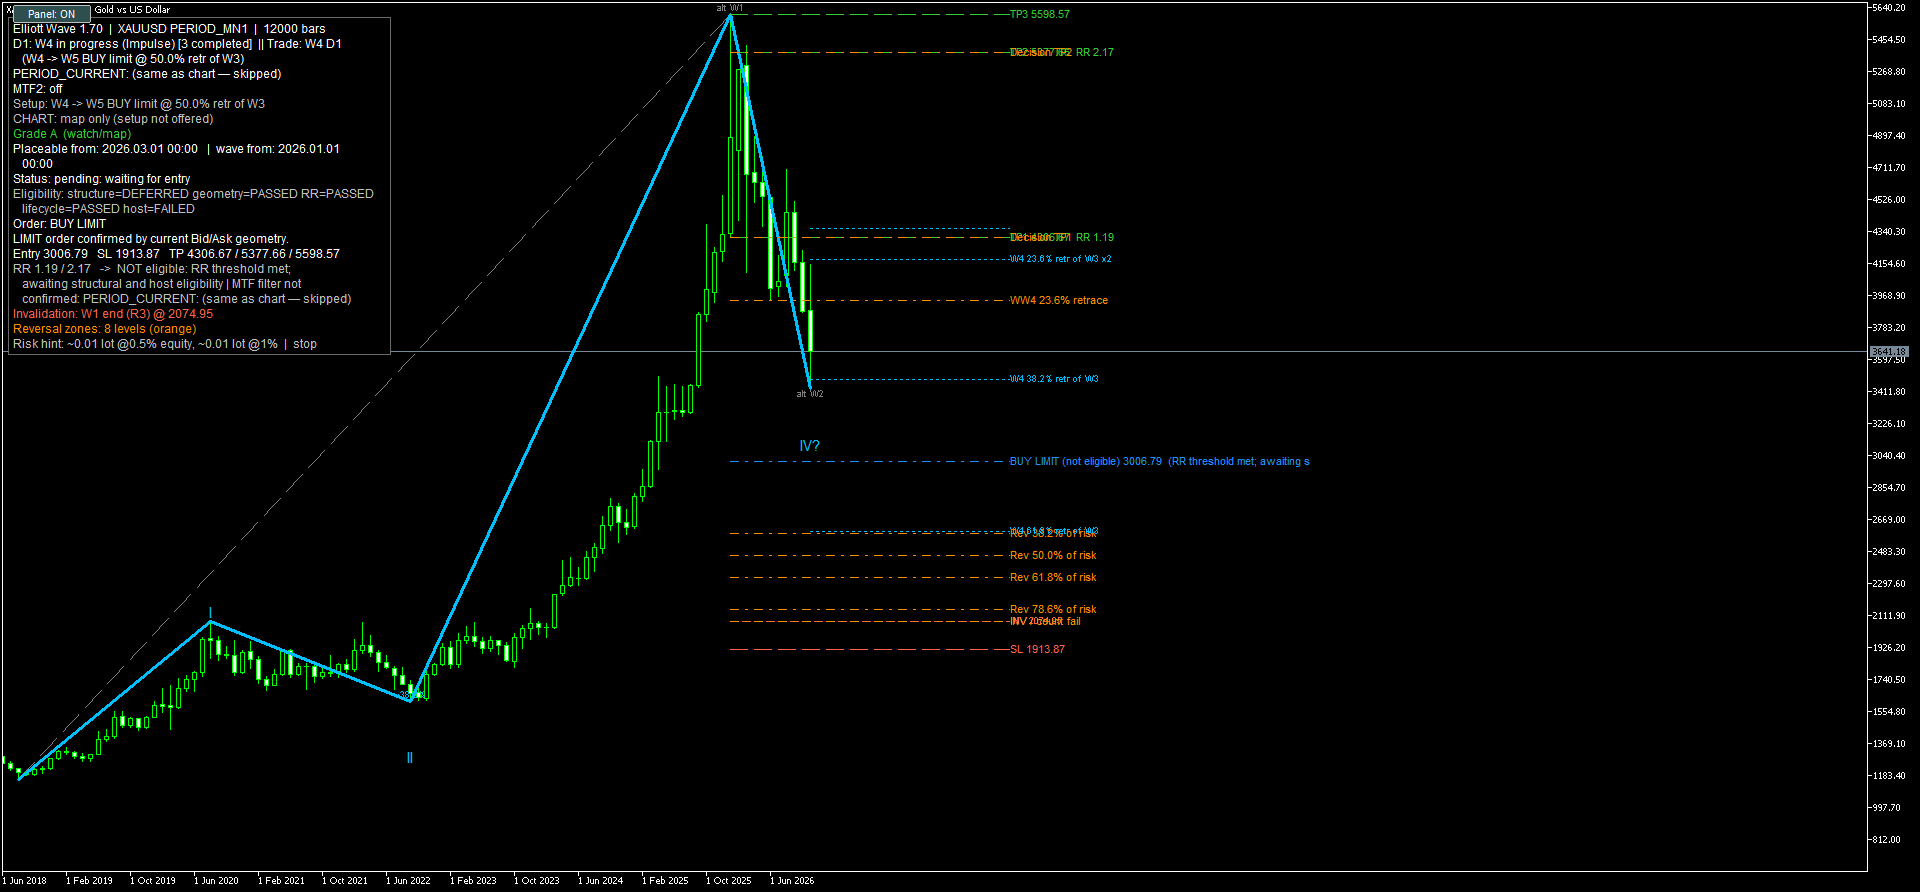 Panel: ON
Gold vs US Dollar
Elliott Wave 1.70 | XAUUSD PERIOD_MN1 | 12000 bars
D1: W4 in progress (Impulse) [3 completed] || Trade: W4 D1
(W4 -> W5 BUY limit @ 50.0% retr of W3)
PERIOD_CURRENT: (same as chart — skipped)
MTF2: off
Setup: W4 -> W5 BUY limit @ 50.0% retr of W3
CHART: map only (setup not offered)
Grade A (watch/map)
Placeable from: 2026.03.01 00:00 | wave from: 2026.01.01
00:00
Status: pending: waiting for entry
Eligibility: structure=DEFERRED geometry=PASSED RR=PASSED
lifecycle=PASSED host=FAILED
Order: BUY LIMIT
LIMIT order confirmed by current Bid/Ask geometry.
Entry 3006.79 SL 1913.87 TP 4306.67 / 5377.66 / 5598.57
RR 1.19 / 2.17 -> NOT eligible: RR threshold met;
awaiting structural and host eligibility | MTF filter not
confirmed: PERIOD_CURRENT: (same as chart — skipped)
Invalidation: W1 end (R3) @ 2074.95
Reversal zones: 8 levels (orange)
Risk hint: ~0.01 lot @0.5% equity, ~0.01 lot @1% | stop
alt W1
TP3 5598.57
RR 2.17
RR 1.19
W4 23.6% retr of W3 x2
WW4 23.6% retrace
W4 38.2% retr of W3
alt W2
IV?
BUY LIMIT (not eligible) 3006.79 (RR threshold met; awaiting s
Rev 38.2% of risk
Rev 50.0% of risk
Rev 61.8% of risk
Rev 78.6% of risk
count fail
SL 1913.87
I
II
5640.20
5454.50
5268.80
5083.10
4897.40
4711.70
4526.00
4340.30
4154.60
3968.90
3783.20
3641.18
3597.50
3411.80
3226.10
3040.40
2854.70
2669.00
2483.30
2297.60
2111.90
1926.20
1740.50
1554.80
1369.10
1183.40
997.70
812.00
1 Jun 2018
1 Feb 2019
1 Oct 2019
1 Jun 2020
1 Feb 2021
1 Oct 2021
1 Jun 2022
1 Feb 2023
1 Oct 2023
1 Jun 2024
1 Feb 2025
1 Oct 2025
1 Jun 2026